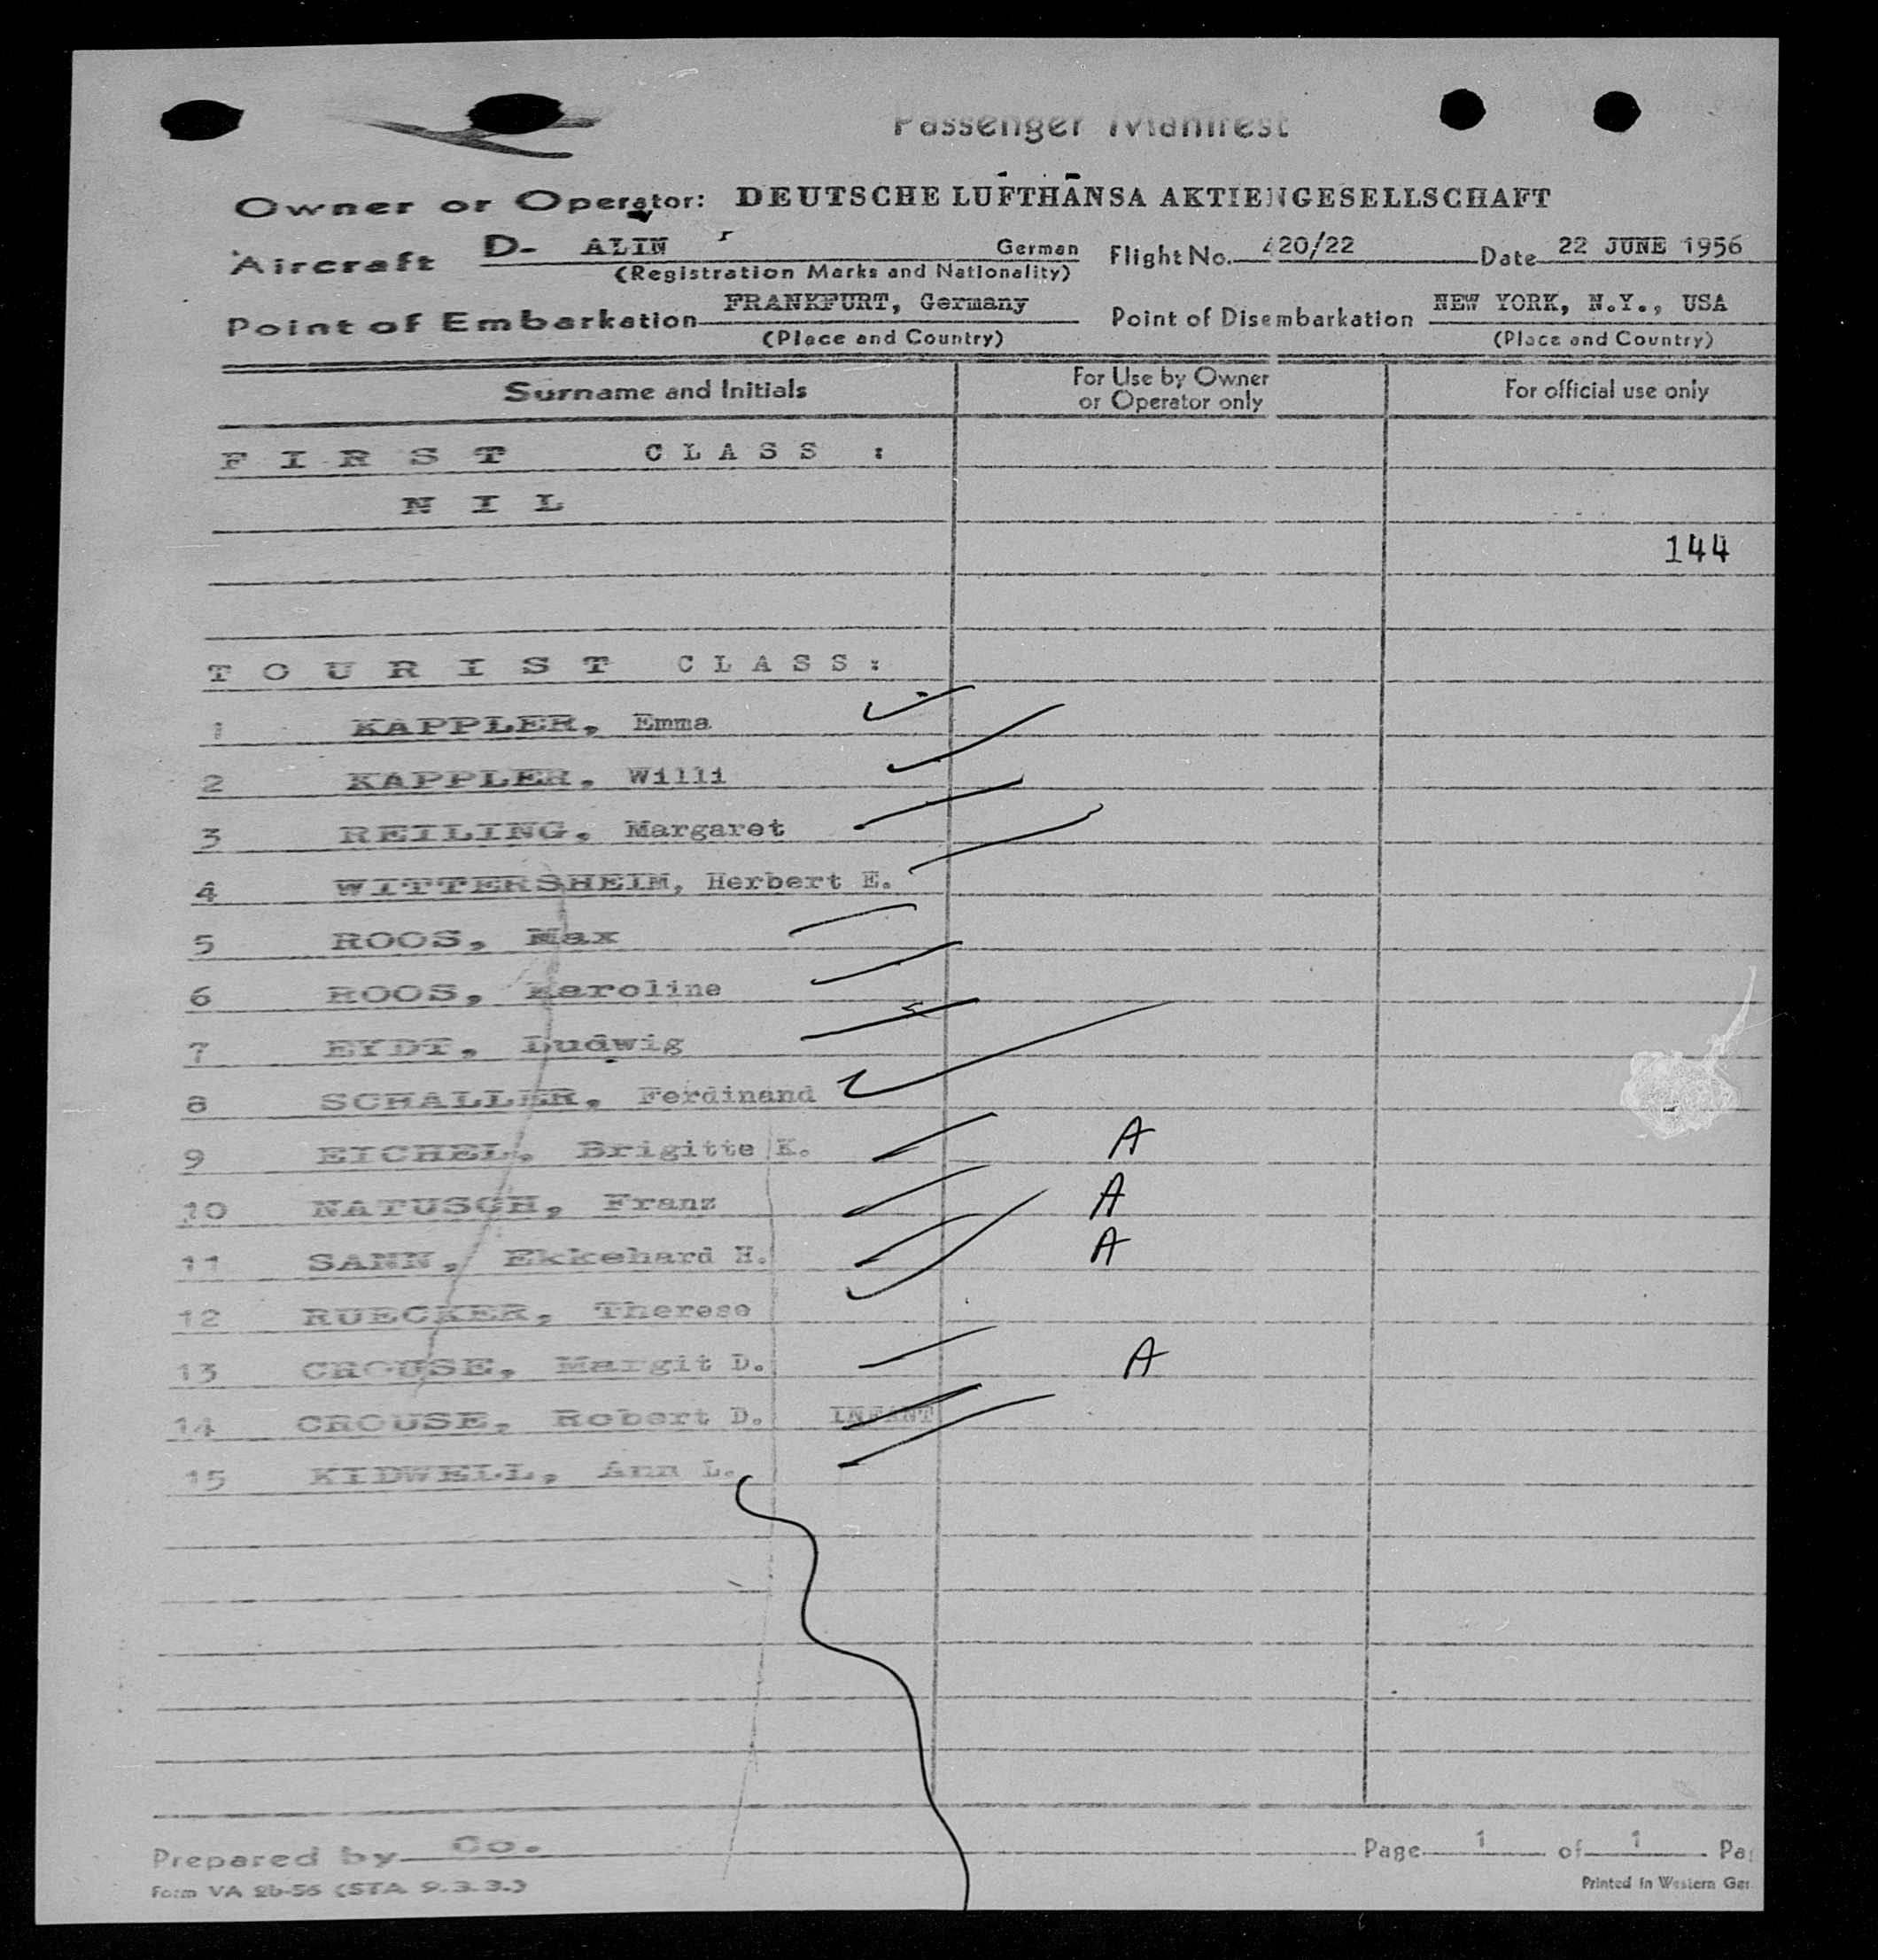 Passenger Manifest
Owner or Operator: DEUTSCHE LUFTHANSA AKTIENGESELLSCHAFT
Aircraft D- ALIN German Flight No. 420/22 Date 22 JUNE 1956
(Registration Marks and Nationality)
Point of Embarkation FRANKFURT, Germany Point of Disembarkation NEW YORK, N.Y., USA
(Place and Country) (Place and Country)
Surname and Initials For Use by Owner or Operator only For official use only
FIRST CLASS :
NIL
144
TOURIST CLASS:
1 KAPPLER, Emma
2 KAPPLER, Willi
3 REILING, Margaret
4 WITTERSHEIM, Herbert E.
5 ROOS, Max
6 ROOS, Karoline
7 EYDT, Ludwig
8 SCHALLER, Ferdinand
9 EICHEL, Brigitte K. A
10 NATUSCH, Franz A
11 SANN, Ekkehard H. A
12 RUECKER, Therese
13 CROUSE, Margit D. A
14 CROUSE, Robert D. INFANT
15 KIDWELL, Ann L.
Prepared by Co. Page 1 of 1 Pa
Form VA 2b-56 (STA 9.3.3.) Printed in Western Ger